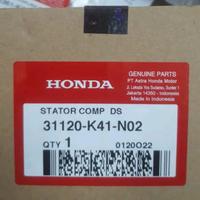 HONDA
GENUINE PARTS
PT Astra Honda Motor
Jakarta 14350 - Indonesia
MADE IN INDONESIA
STATOR COMP DS
31120-K41-N02
QTY 1
0120O22